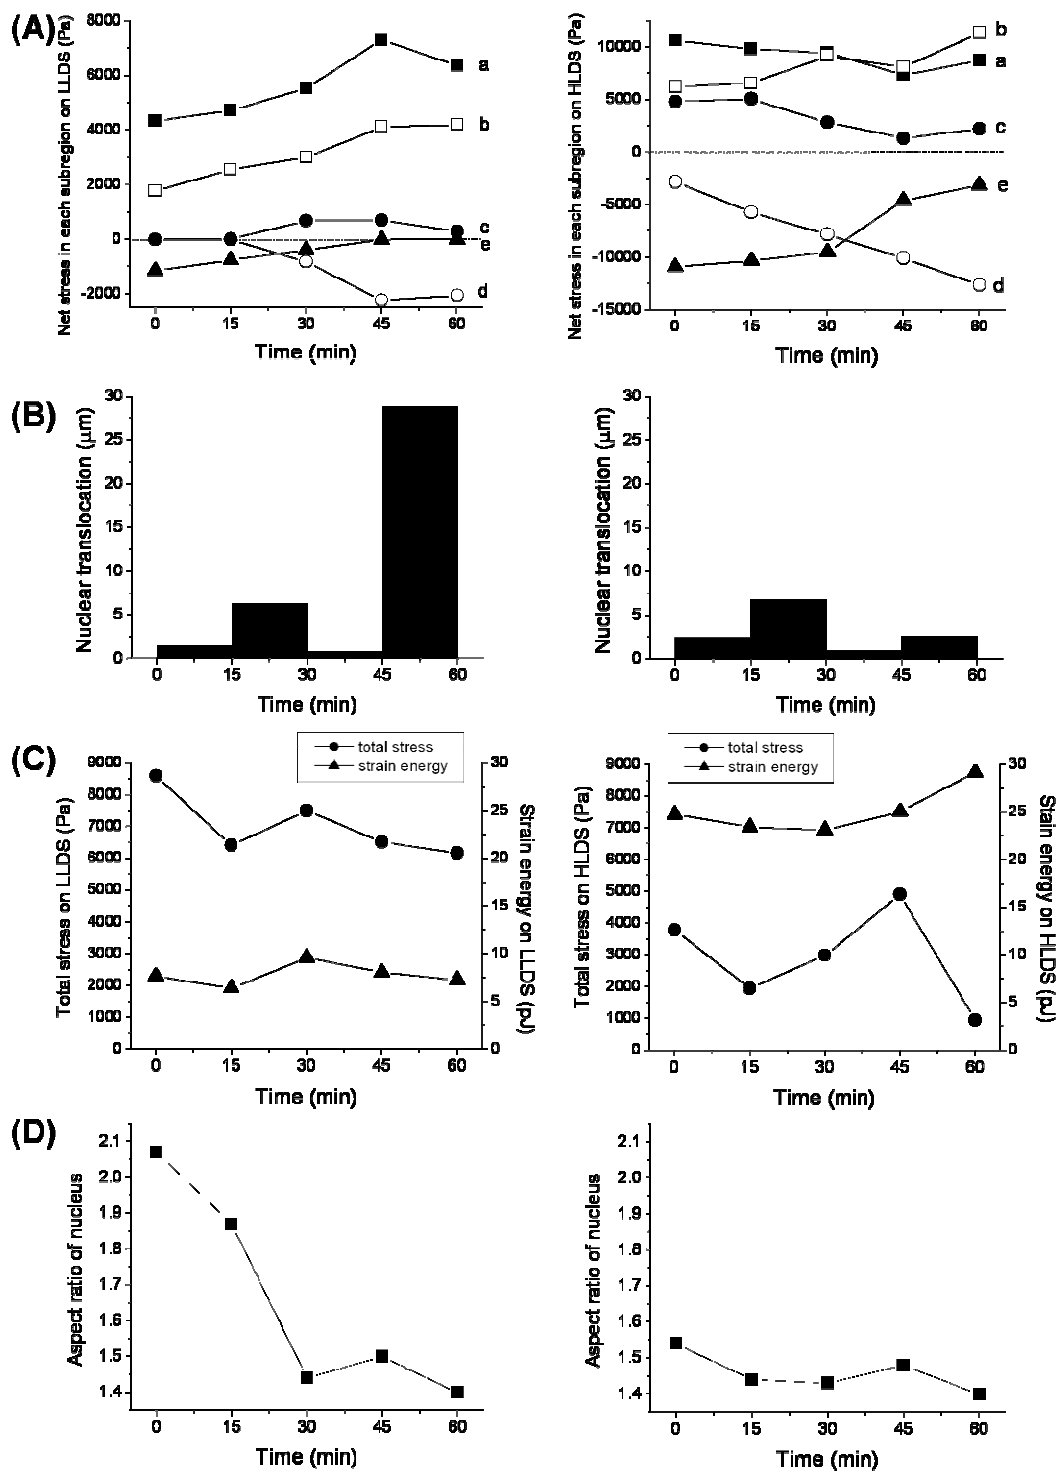 (A)
Net stress in each subregion on LLDS (Pa)
8000
6000
4000
2000
0
-2000
a
b
c
e
d
0 15 30 45 60
Time (min)
Net stress in each subregion on HLDS (Pa)
10000
5000
0
-5000
-10000
-15000
b
a
c
e
d
0 15 30 45 60
Time (min)
(B)
Nuclear translocation (μm)
30
25
20
15
10
5
0
0 15 30 45 60
Time (min)
Nuclear translocation (μm)
30
25
20
15
10
5
0
0 15 30 45 60
Time (min)
(C)
total stress
strain energy
Total stress on LLDS (Pa)
9000
8000
7000
6000
5000
4000
3000
2000
1000
0
30
25
20
15
10
5
0
Strain energy on LLDS (pJ)
0 15 30 45 60
Time (min)
total stress
strain energy
Total stress on HLDS (Pa)
9000
8000
7000
6000
5000
4000
3000
2000
1000
0
30
25
20
15
10
5
0
Stain energy on HLDS (pJ)
0 15 30 45 60
Time (min)
(D)
Aspect ratio of nucleus
2.1
2.0
1.9
1.8
1.7
1.6
1.5
1.4
0 15 30 45 60
Time (min)
Aspect ratio of nucleus
2.1
2.0
1.9
1.8
1.7
1.6
1.5
1.4
0 15 30 45 60
Time (min)